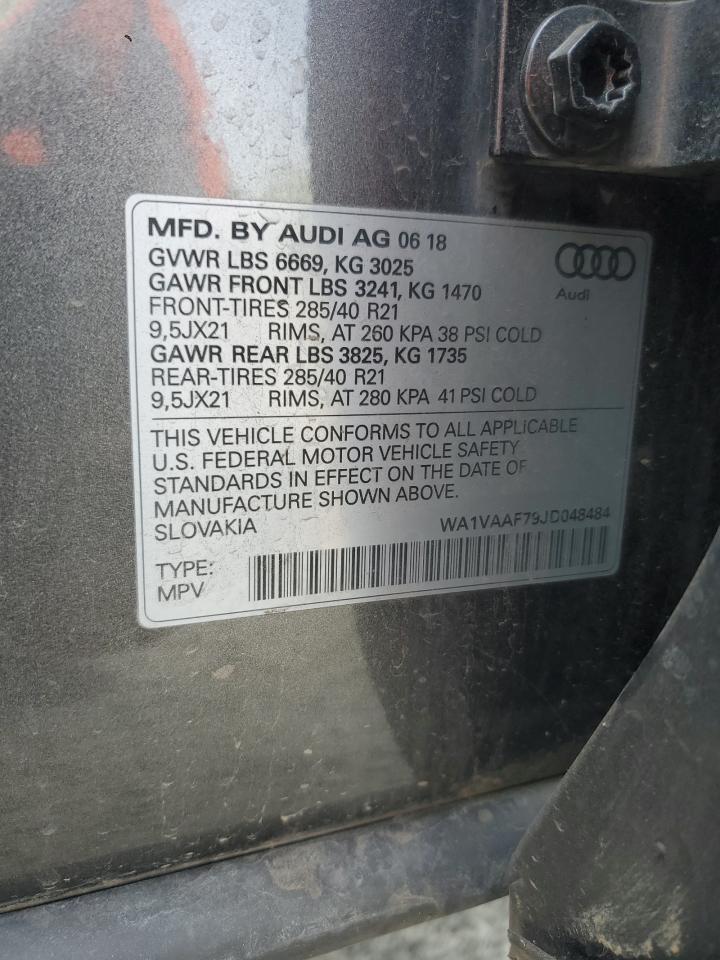 MFD. BY AUDI AG 06 18
GVWR LBS 6669, KG 3025
GAWR FRONT LBS 3241, KG 1470
FRONT-TIRES 285/40 R21
9,5JX21 RIMS, AT 260 KPA 38 PSI COLD
GAWR REAR LBS 3825, KG 1735
REAR-TIRES 285/40 R21
9,5JX21 RIMS, AT 280 KPA 41 PSI COLD
Audi
THIS VEHICLE CONFORMS TO ALL APPLICABLE
U.S. FEDERAL MOTOR VEHICLE SAFETY
STANDARDS IN EFFECT ON THE DATE OF
MANUFACTURE SHOWN ABOVE.
SLOVAKIA WA1VAAF79JD048484
TYPE:
MPV